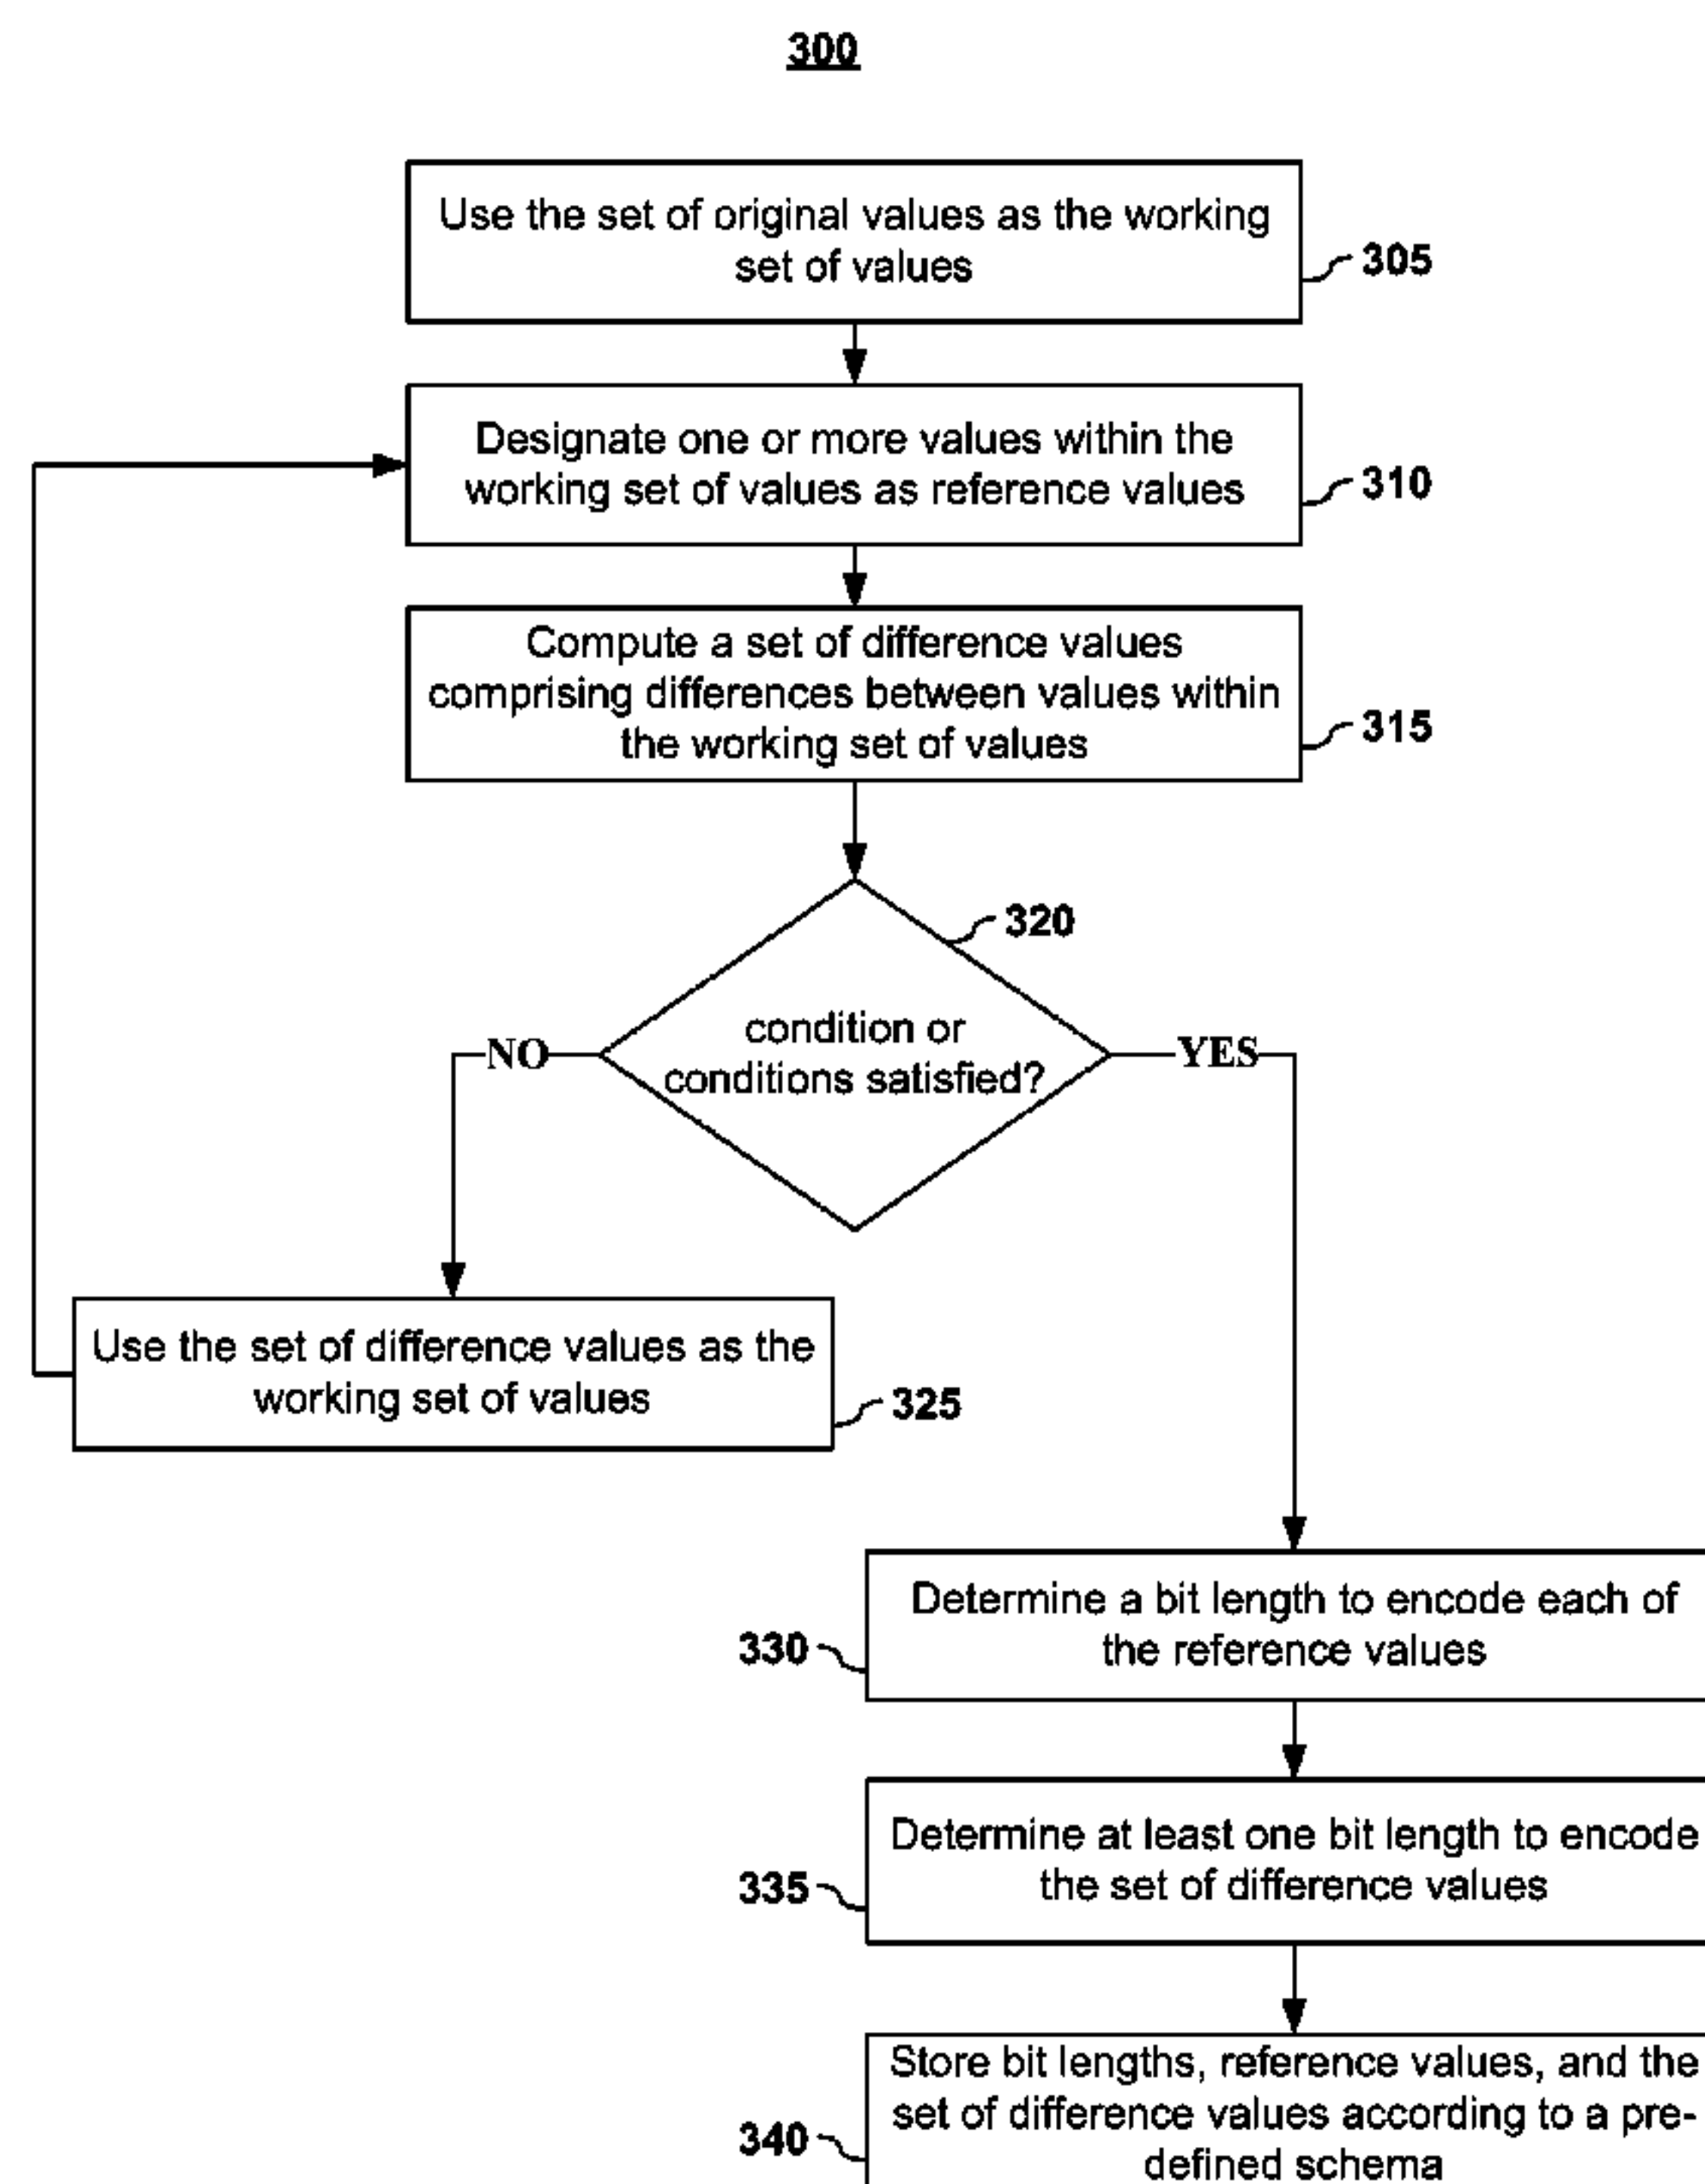 300
Use the set of original values as the working
set of values
305
Designate one or more values within the
working set of values as reference values
310
Compute a set of difference values
comprising differences between values within
the working set of values
315
320
condition or
conditions satisfied?
NO
YES
Use the set of difference values as the
working set of values
325
Determine a bit length to encode each of
the reference values
330
Determine at least one bit length to encode
the set of difference values
335
Store bit lengths, reference values, and the
set of difference values according to a pre-
defined schema
340